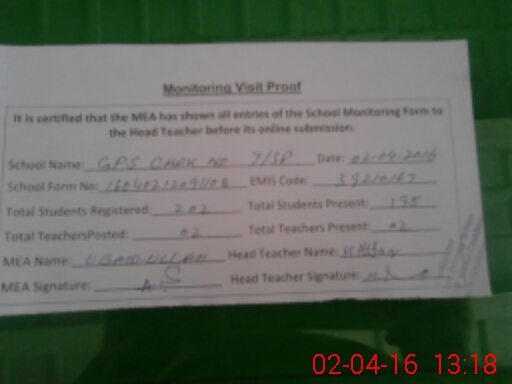 Monitoring Visit Proof
It is certified that the MEA has shown all entries of the School Monitoring Form to
the Head Teacher before its online submission.
School Name: GPS CHAK NO 7/SP Date: 02-04-2016
School Form No: EMIS Code:
Total Students Registered: 202 Total Students Present: 195
Total TeachersPosted: 02 Total Teachers Present: 02
MEA Name: UBAIDULLAH Head Teacher Name:
MEA Signature: Head Teacher Signature:
02-04-16 13:18